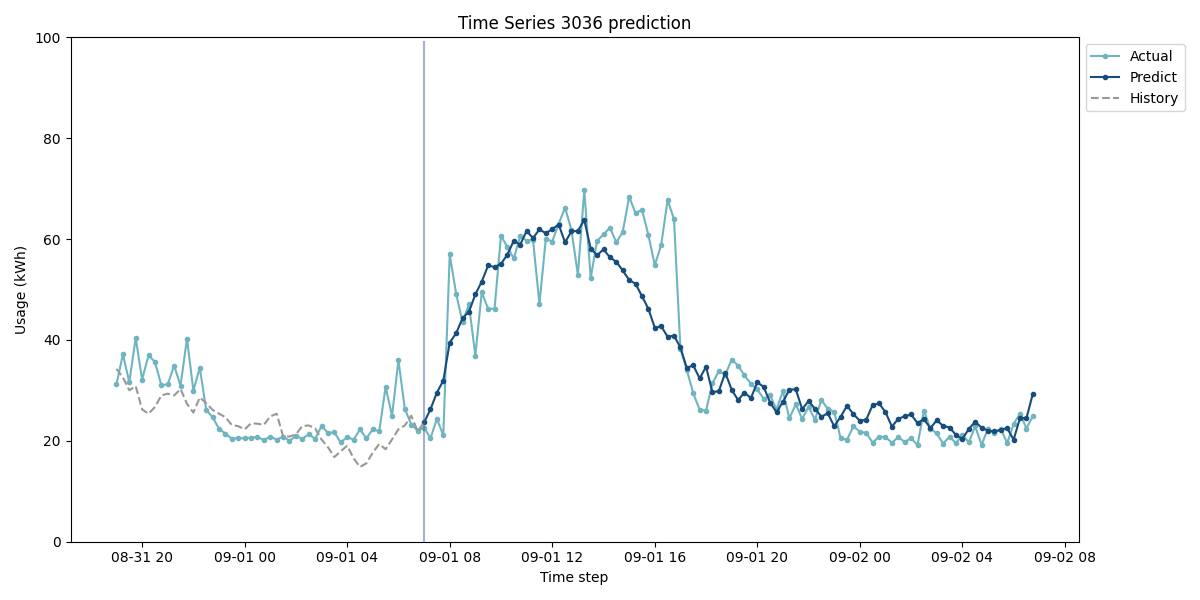 Time Series 3036 prediction
100
80
60
40
20
0
Usage (kWh)
08-31 20
09-01 00
09-01 04
09-01 08
09-01 12
09-01 16
09-01 20
09-02 00
09-02 04
09-02 08
Time step
Actual
Predict
History